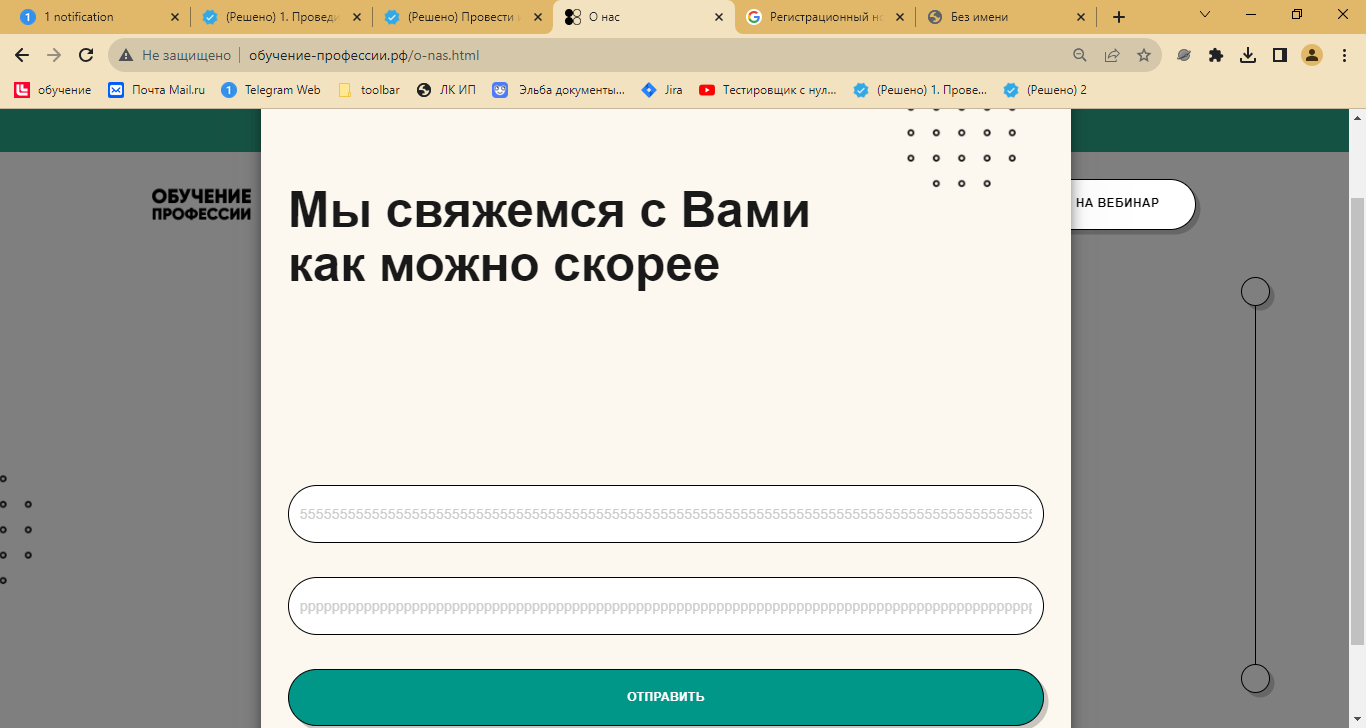 1 notification
(Решено) 1. Проведи
(Решено) Провести и
О нас
Регистрационный но
Без имени
Не защищено
обучение-профессии.рф/o-nas.html
обучение
Почта Mail.ru
1
Telegram Web
toolbar
ЛК ИП
Эльба документы...
Jira
Тестировщик с нул...
(Решено) 1. Прове...
(Решено) 2
ОБУЧЕНИЕ
ПРОФЕССИИ
НА ВЕБИНАР
Мы свяжемся с Вами
как можно скорее
ОТПРАВИТЬ